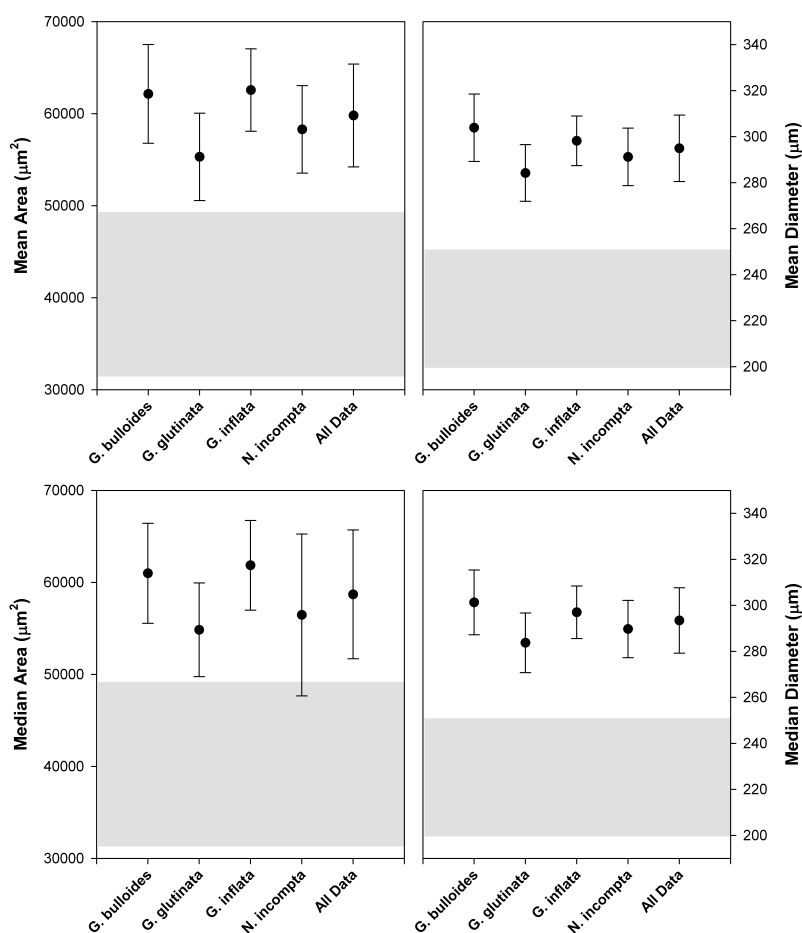 Mean Area (μm²)
70000
60000
50000
40000
30000
G. bulloides
G. glutinata
G. inflata
N. incompta
All Data
Mean Diameter (μm)
340
320
300
280
260
240
220
200
G. bulloides
G. glutinata
G. inflata
N. incompta
All Data
Median Area (μm²)
70000
60000
50000
40000
30000
G. bulloides
G. glutinata
G. inflata
N. incompta
All Data
Median Diameter (μm)
340
320
300
280
260
240
220
200
G. bulloides
G. glutinata
G. inflata
N. incompta
All Data